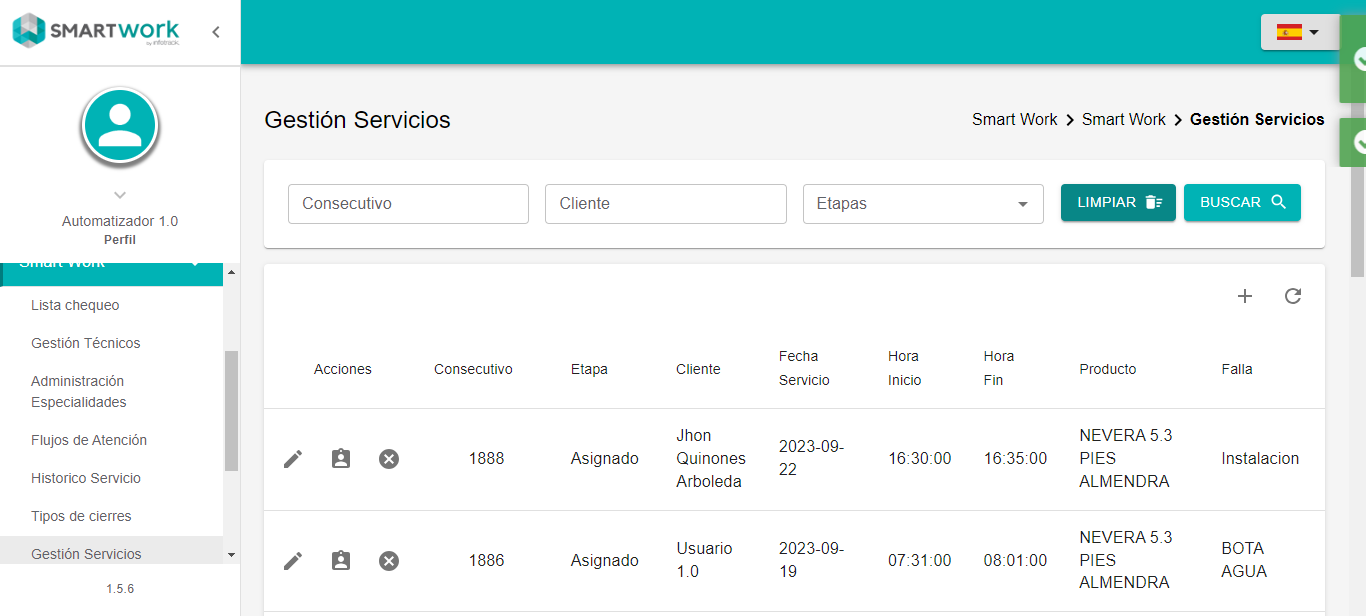 SMARTwork
by infotrack.
Gestión Servicios
Smart Work > Smart Work > Gestión Servicios
Automatizador 1.0
Perfil
Smart Work
Lista chequeo
Gestión Técnicos
Administración
Especialidades
Flujos de Atención
Historico Servicio
Tipos de cierres
Gestión Servicios
1.5.6
Consecutivo
Cliente
Etapas
LIMPIAR
BUSCAR
Acciones Consecutivo Etapa Cliente Fecha Servicio Hora Inicio Hora Fin Producto Falla
1888 Asignado Jhon Quinones Arboleda 2023-09-22 16:30:00 16:35:00 NEVERA 5.3 PIES ALMENDRA Instalacion
1886 Asignado Usuario 1.0 2023-09-19 07:31:00 08:01:00 NEVERA 5.3 PIES ALMENDRA BOTA AGUA